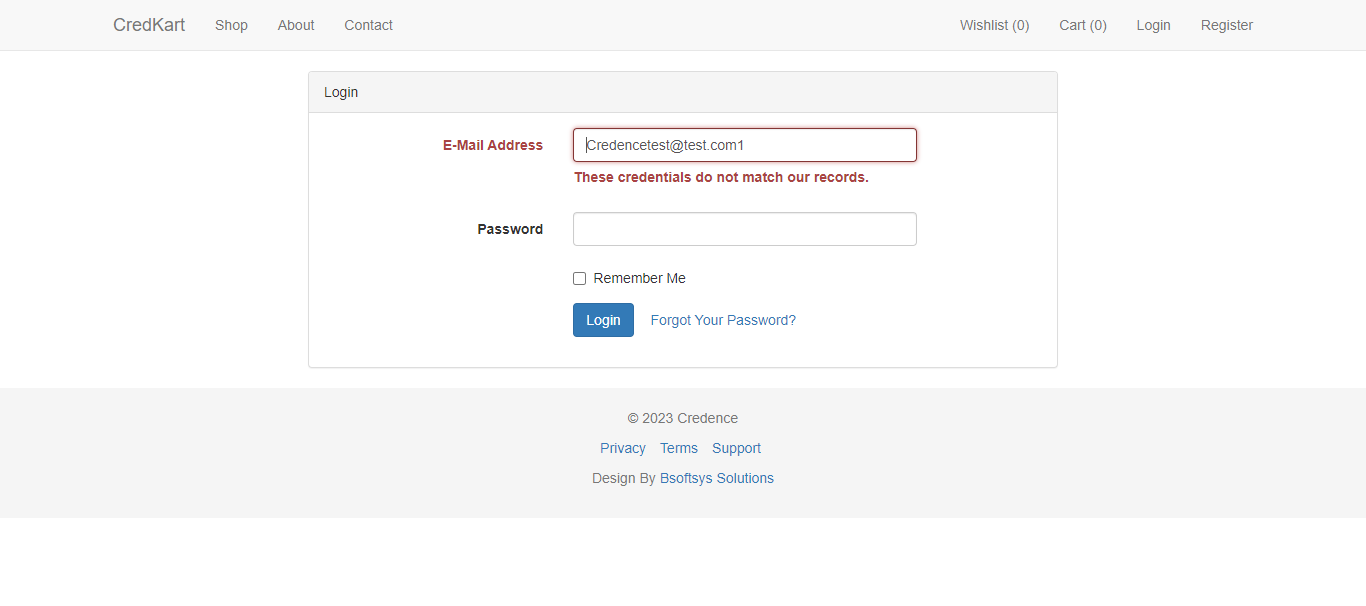 CredKart Shop About Contact Wishlist (0) Cart (0) Login Register
Login
E-Mail Address Credencetest@test.com1
These credentials do not match our records.
Password
Remember Me
Login Forgot Your Password?
© 2023 Credence
Privacy Terms Support
Design By Bsoftsys Solutions